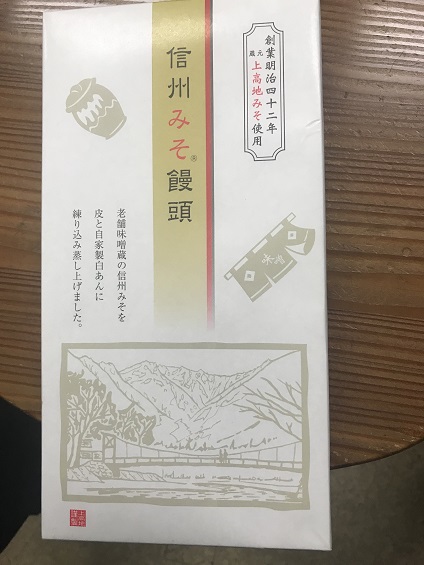 創業明治四十二年
蔵元
上高地みそ使用
信州みそ®饅頭
老舗味噌蔵の信州みそを
皮と自家製白あんに
練り込み蒸し上げました。